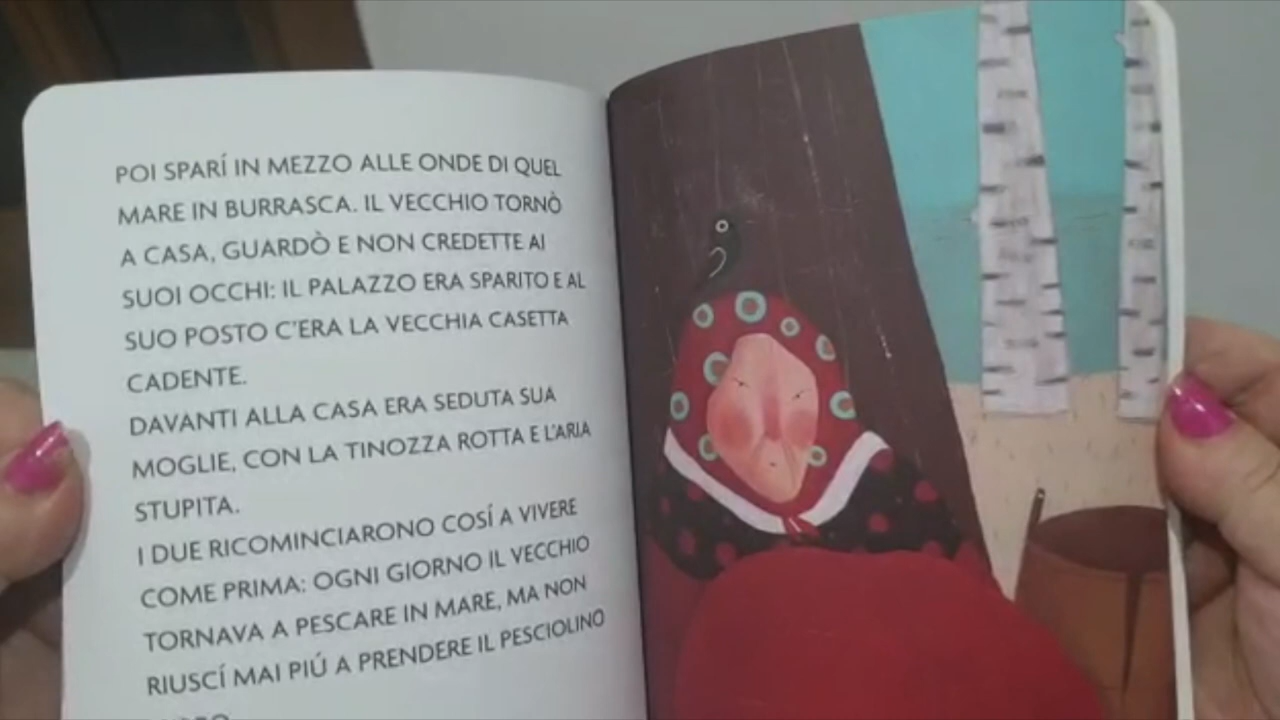 POI SPARÍ IN MEZZO ALLE ONDE DI QUEL
MARE IN BURRASCA. IL VECCHIO TORNÒ
A CASA, GUARDÒ E NON CREDETTE AI
SUOI OCCHI: IL PALAZZO ERA SPARITO E AL
SUO POSTO C'ERA LA VECCHIA CASETTA
CADENTE.
DAVANTI ALLA CASA ERA SEDUTA SUA
MOGLIE, CON LA TINOZZA ROTTA E L'ARIA
STUPITA.
I DUE RICOMINCIARONO COSÍ A VIVERE
COME PRIMA: OGNI GIORNO IL VECCHIO
TORNAVA A PESCARE IN MARE, MA NON
RIUSCÍ MAI PIÚ A PRENDERE IL PESCIOLINO